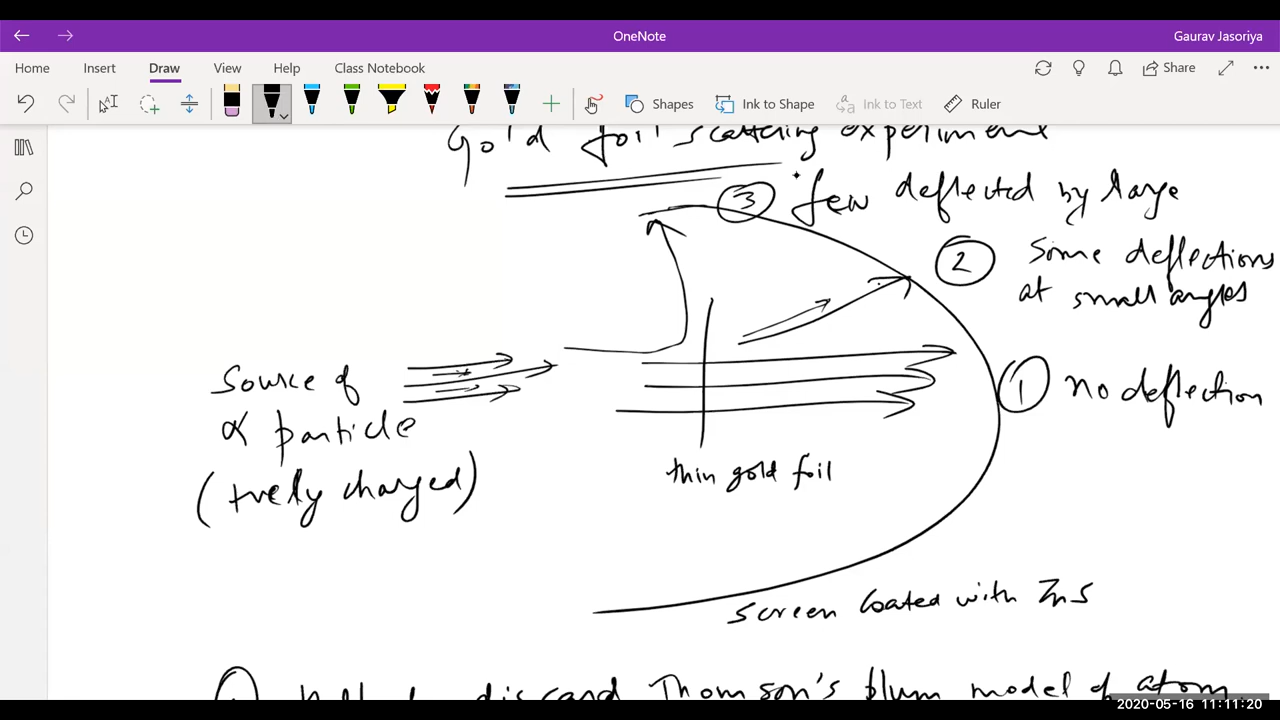 OneNote
Gaurav Jasoriya
Home Insert Draw View Help Class Notebook
Share
Shapes Ink to Shape Ink to Text Ruler
Gold foil scattering experiment
3 few deflected by large
2 Some deflections
at small angles
Source of
α particle
(+vely charged)
1 no deflection
thin gold foil
Screen coated with ZnS
discard Thomson's plum model of atom
2020-05-16 11:11:20